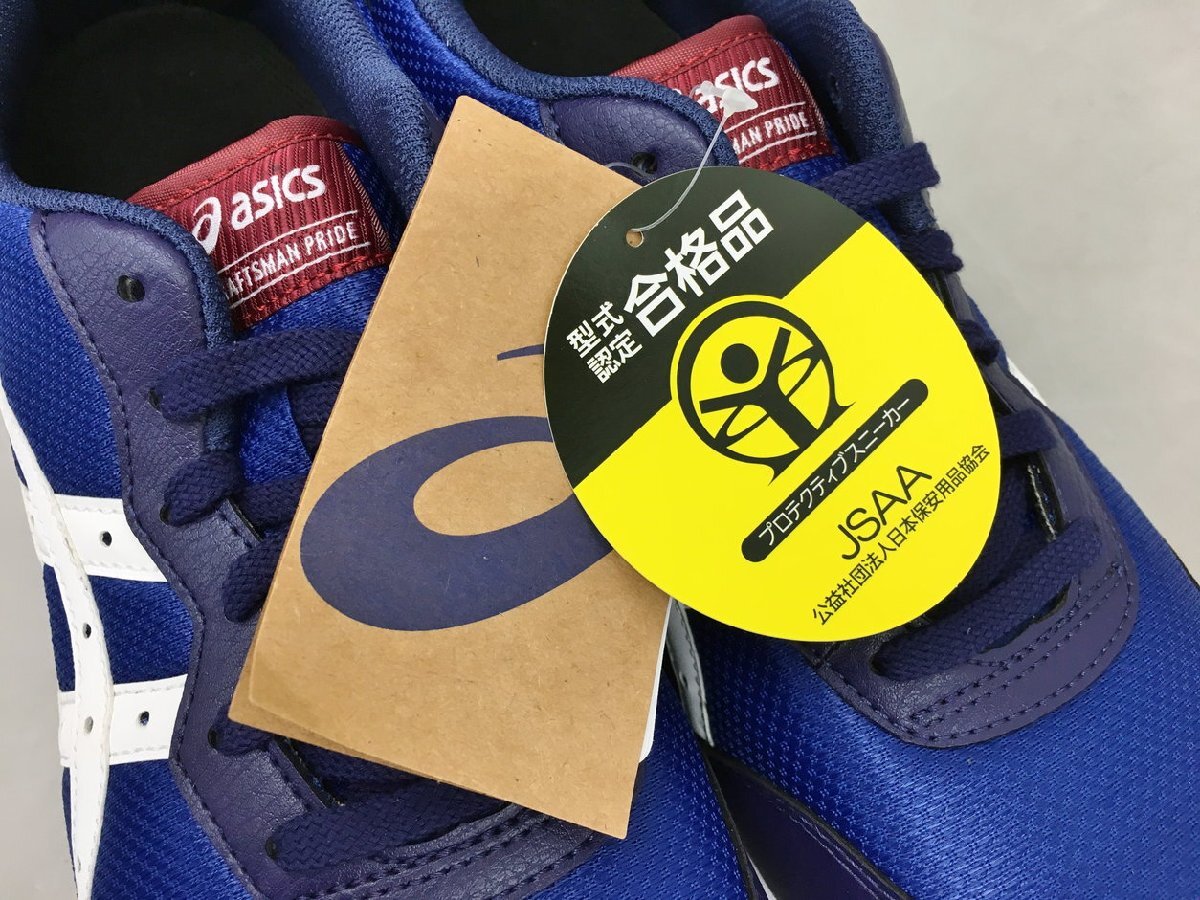 asics
CRAFTSMAN PRIDE
asics
SMAN PRIDE
型式
認定
合格品
プロテクティブスニーカー
JSAA
公益社団法人日本保安用品協会